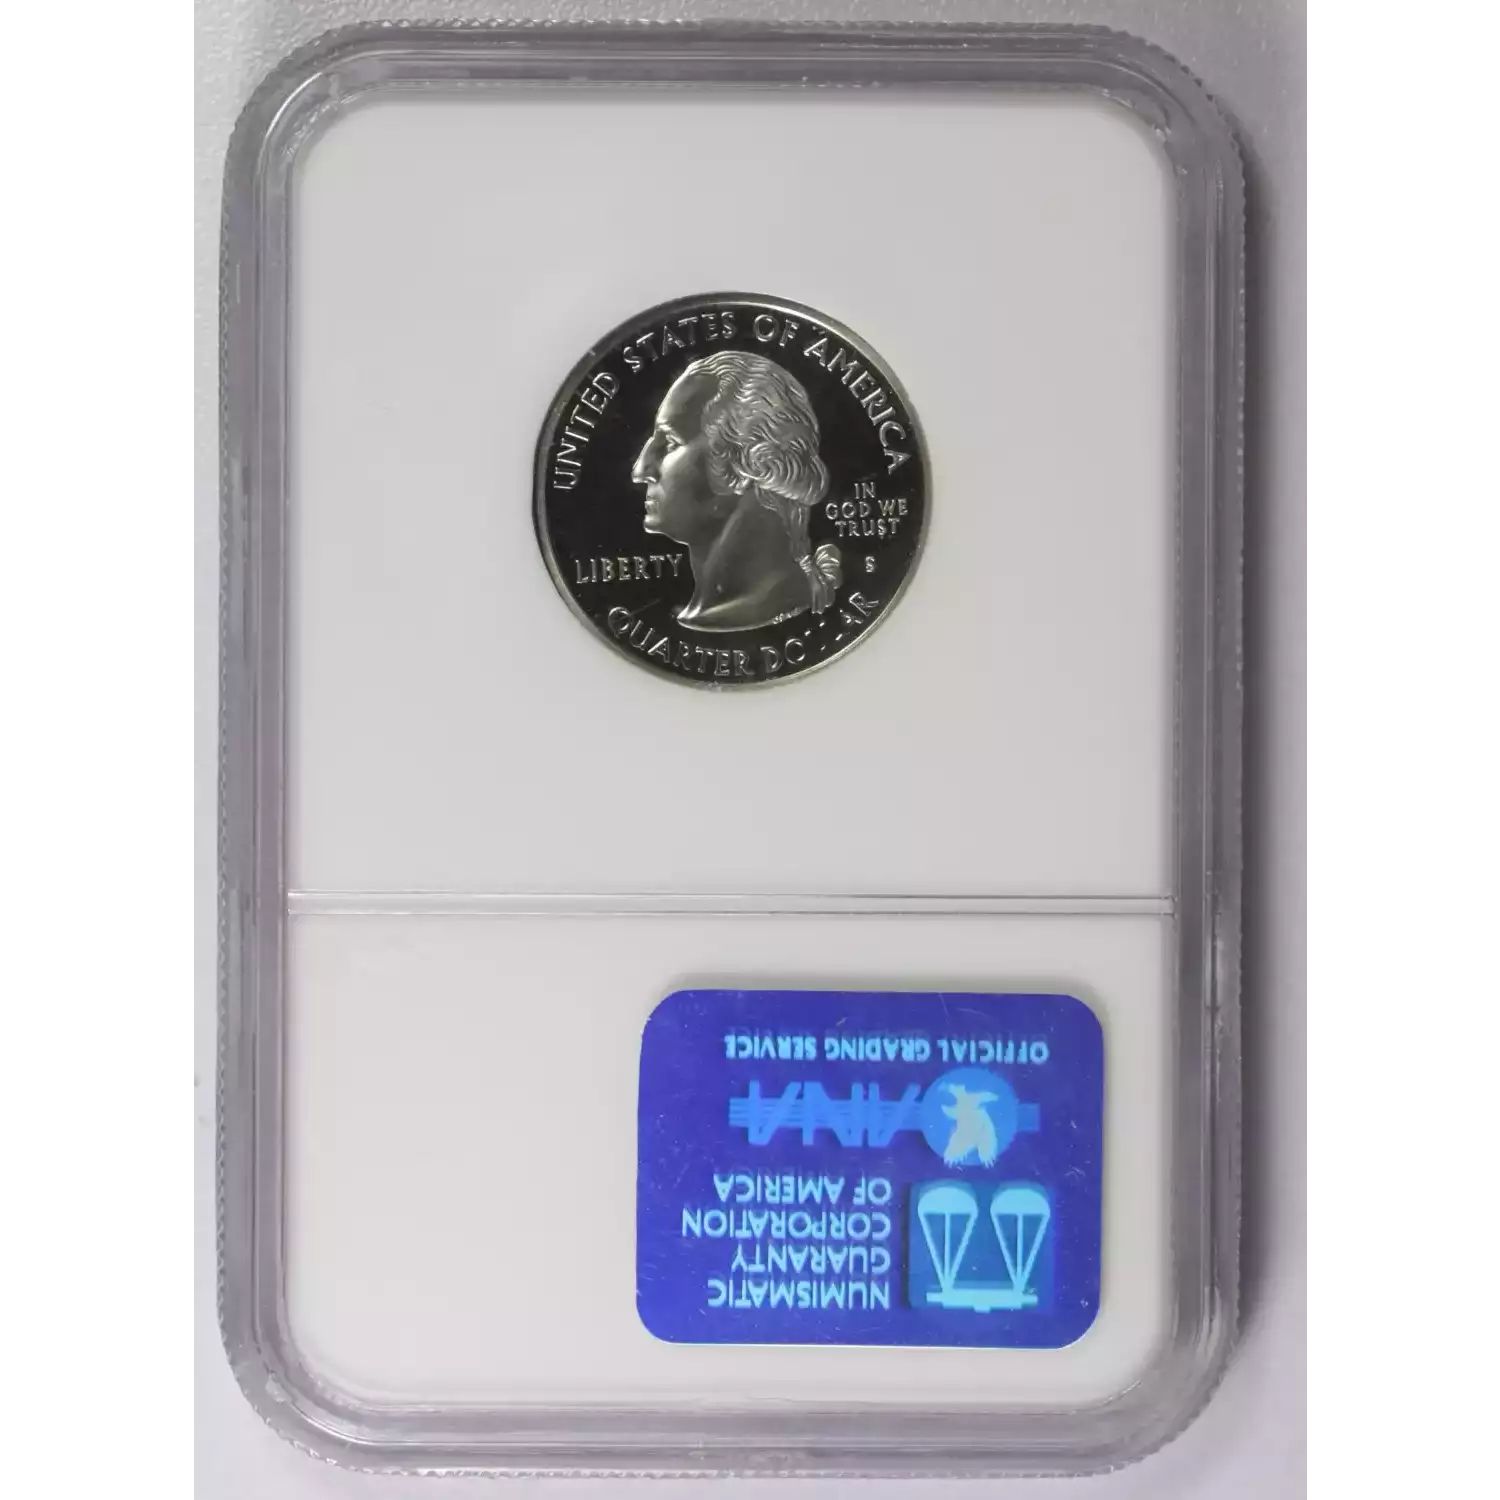 UNITED STATES OF AMERICA
IN
GOD WE
TRUST
LIBERTY
S
QUARTER DOLLAR
NUMISMATIC
GUARANTY
CORPORATION
OF AMERICA
ANA
OFFICIAL GRADING SERVICE